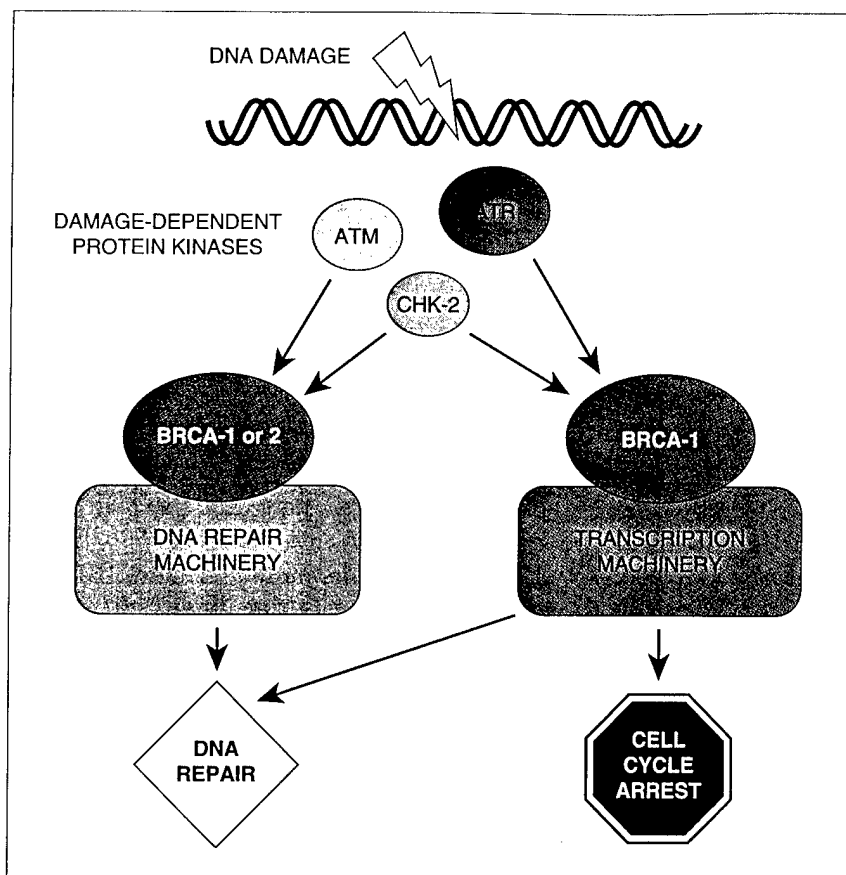 DNA DAMAGE
DAMAGE-DEPENDENT
PROTEIN KINASES
ATM
ATR
CHK-2
BRCA-1 or 2
BRCA-1
DNA REPAIR
MACHINERY
TRANSCRIPTION
MACHINERY
DNA
REPAIR
CELL
CYCLE
ARREST